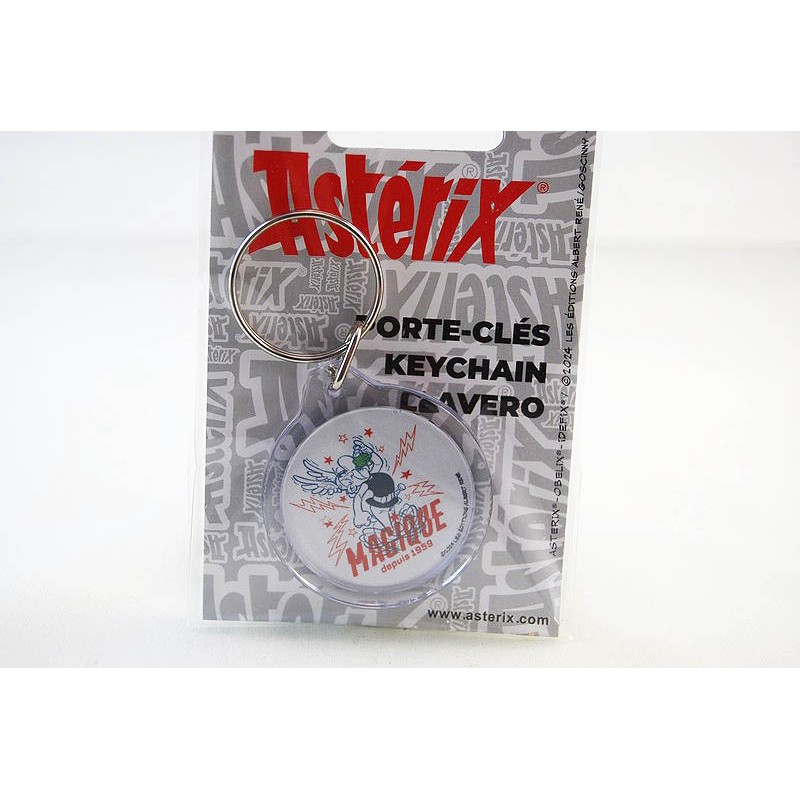 Astérix®
PORTE-CLÉS
KEYCHAIN
LLAVERO
MAGIQUE
depuis 1959
www.asterix.com
ASTERIX®-OBELIX®-IDEFIX®/ ©2024 LES ÉDITIONS ALBERT RENÉ/GOSCINNY